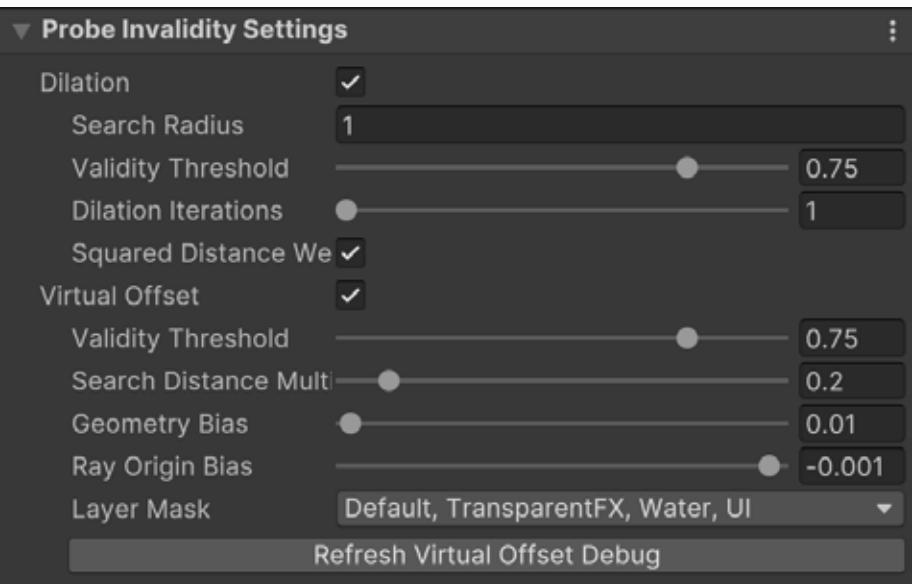 Probe Invalidity Settings
Dilation
Search Radius 1
Validity Threshold 0.75
Dilation Iterations 1
Squared Distance We
Virtual Offset
Validity Threshold 0.75
Search Distance Multi 0.2
Geometry Bias 0.01
Ray Origin Bias -0.001
Layer Mask Default, TransparentFX, Water, UI
Refresh Virtual Offset Debug